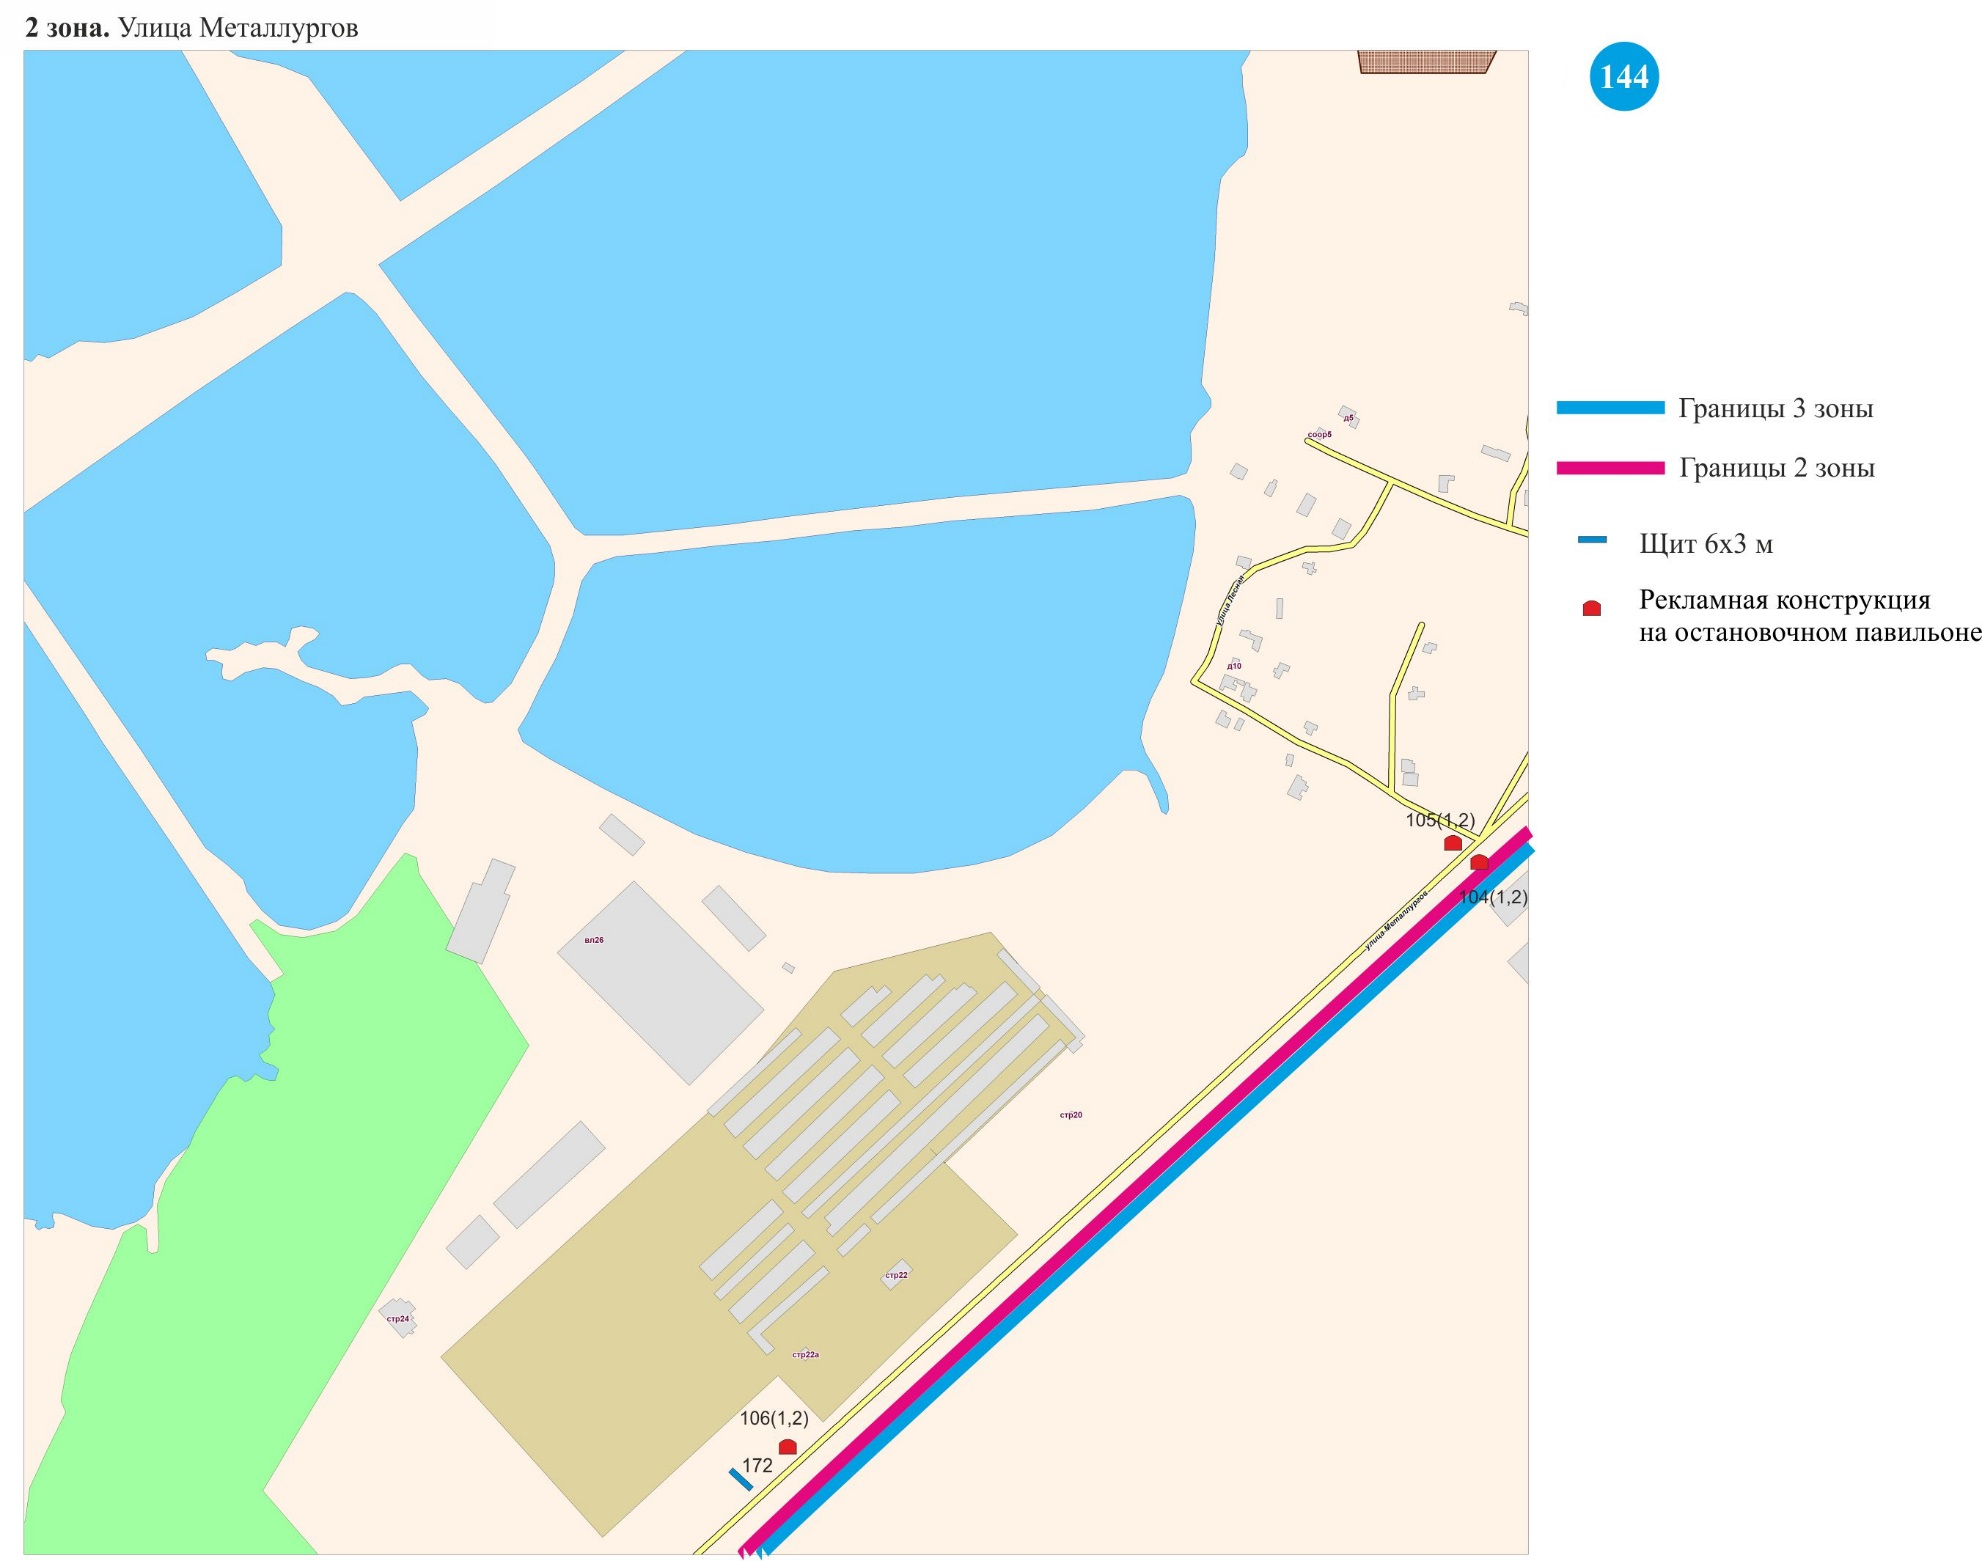 2 зона. Улица Металлургов
144
Границы 3 зоны
Границы 2 зоны
Щит 6х3 м
Рекламная конструкция
на остановочном павильоне
д5
соор5
улица Лесная
д10
105(1,2)
104(1,2)
улица Металлургов
вл26
стр20
стр22
стр24
стр22а
106(1,2)
172